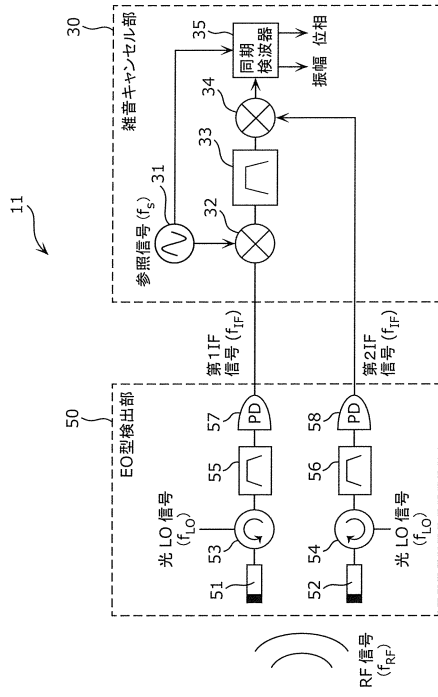 11
30
雑音キャンセル部
参照信号(fs)
31
32
33
34
35
同期
検波器
振幅
位相
50
EO型検出部
光LO信号
(fLO)
51
53
55
57
PD
第1IF
信号(fIF)
52
54
56
58
PD
光LO信号
(fLO)
第2IF
信号(fIF)
RF信号
(fRF)